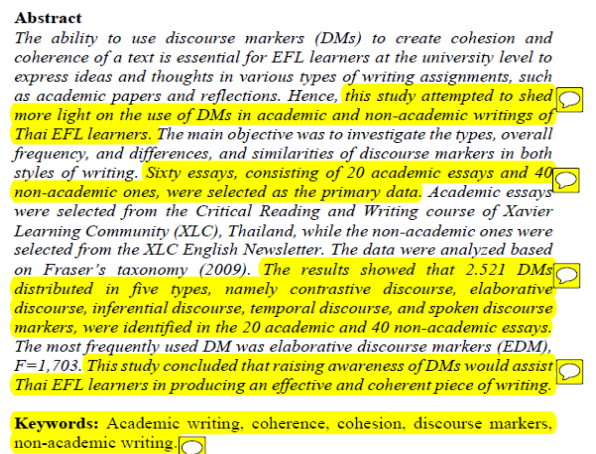 Abstract
The ability to use discourse markers (DMs) to create cohesion and
coherence of a text is essential for EFL learners at the university level to
express ideas and thoughts in various types of writing assignments, such
as academic papers and reflections. Hence, this study attempted to shed
more light on the use of DMs in academic and non-academic writings of
Thai EFL learners. The main objective was to investigate the types, overall
frequency, and differences, and similarities of discourse markers in both
styles of writing. Sixty essays, consisting of 20 academic essays and 40
non-academic ones, were selected as the primary data. Academic essays
were selected from the Critical Reading and Writing course of Xavier
Learning Community (XLC), Thailand, while the non-academic ones were
selected from the XLC English Newsletter. The data were analyzed based
on Fraser's taxonomy (2009). The results showed that 2.521 DMs
distributed in five types, namely contrastive discourse, elaborative
discourse, inferential discourse, temporal discourse, and spoken discourse
markers, were identified in the 20 academic and 40 non-academic essays.
The most frequently used DM was elaborative discourse markers (EDM),
F=1,703. This study concluded that raising awareness of DMs would assist
Thai EFL learners in producing an effective and coherent piece of writing.
Keywords: Academic writing, coherence, cohesion, discourse markers,
non-academic writing.